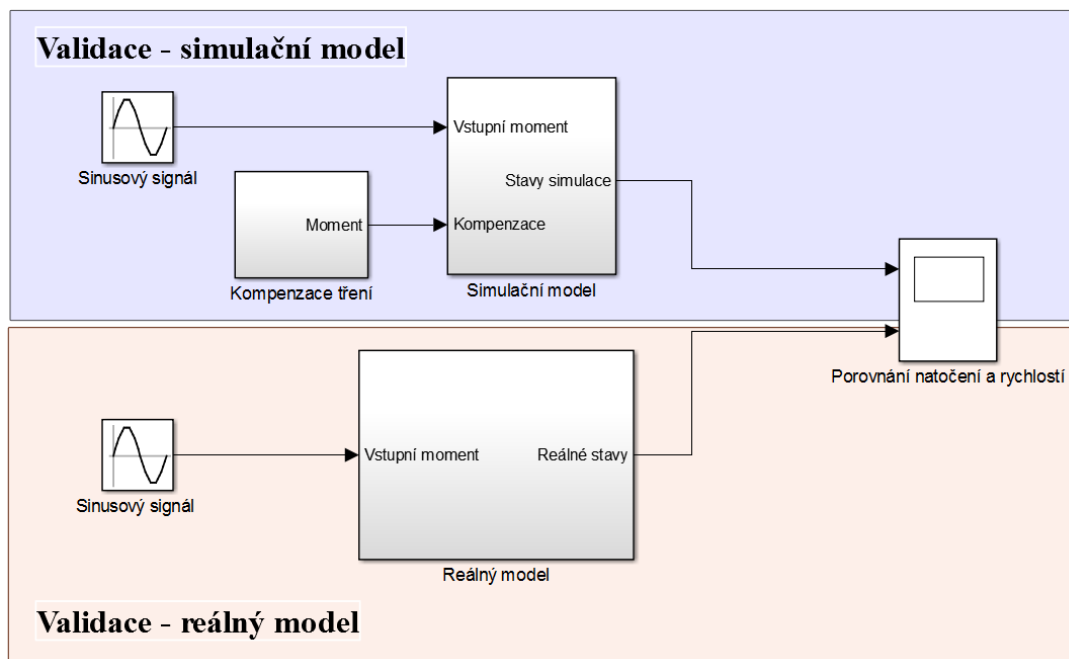 Validace - simulační model
Sinusový signál
Vstupní moment
Stavy simulace
Kompenzace
Simulační model
Moment
Kompenzace tření
Porovnání natočení a rychlostí
Sinusový signál
Vstupní moment
Reálné stavy
Reálný model
Validace - reálný model